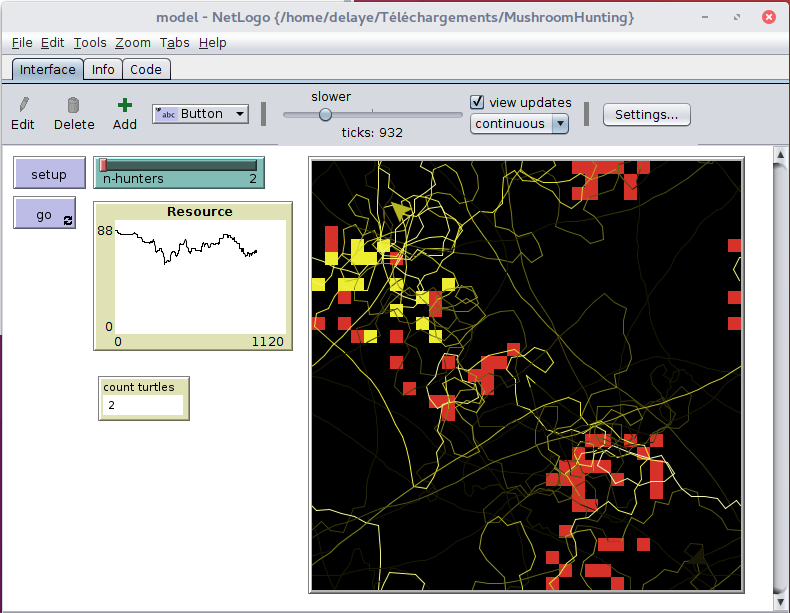 model - NetLogo {/home/delaye/Téléchargements/MushroomHunting}
File Edit Tools Zoom Tabs Help
Interface Info Code
Edit Delete Add abc Button
slower
ticks: 932
view updates
continuous
Settings...
setup
go
n-hunters 2
Resource
88
0
0 1120
count turtles
2